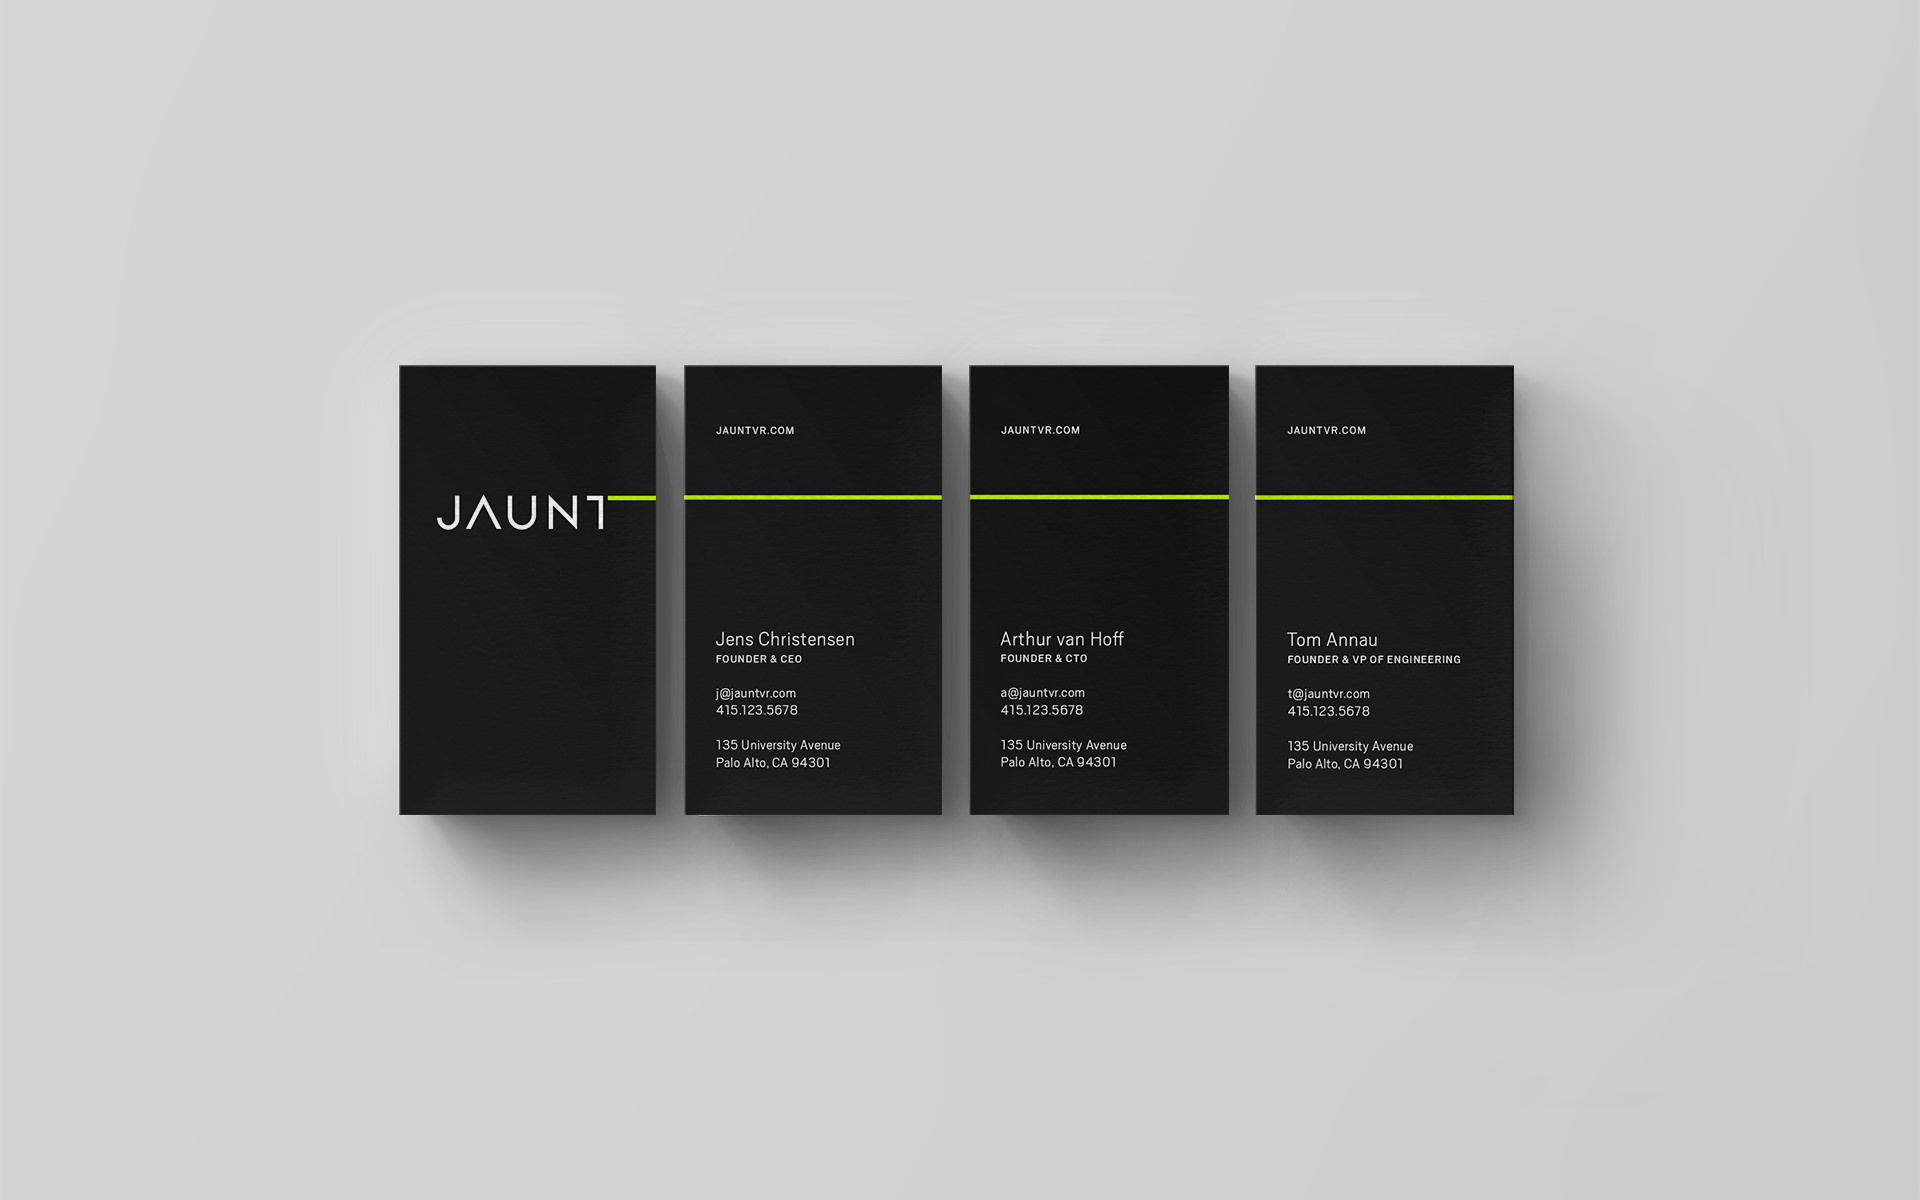 JAUNT
JAUNTVR.COM
Jens Christensen
FOUNDER & CEO
j@jauntvr.com
415.123.5678
135 University Avenue
Palo Alto, CA 94301
JAUNTVR.COM
Arthur van Hoff
FOUNDER & CTO
a@jauntvr.com
415.123.5678
135 University Avenue
Palo Alto, CA 94301
JAUNTVR.COM
Tom Annau
FOUNDER & VP OF ENGINEERING
t@jauntvr.com
415.123.5678
135 University Avenue
Palo Alto, CA 94301